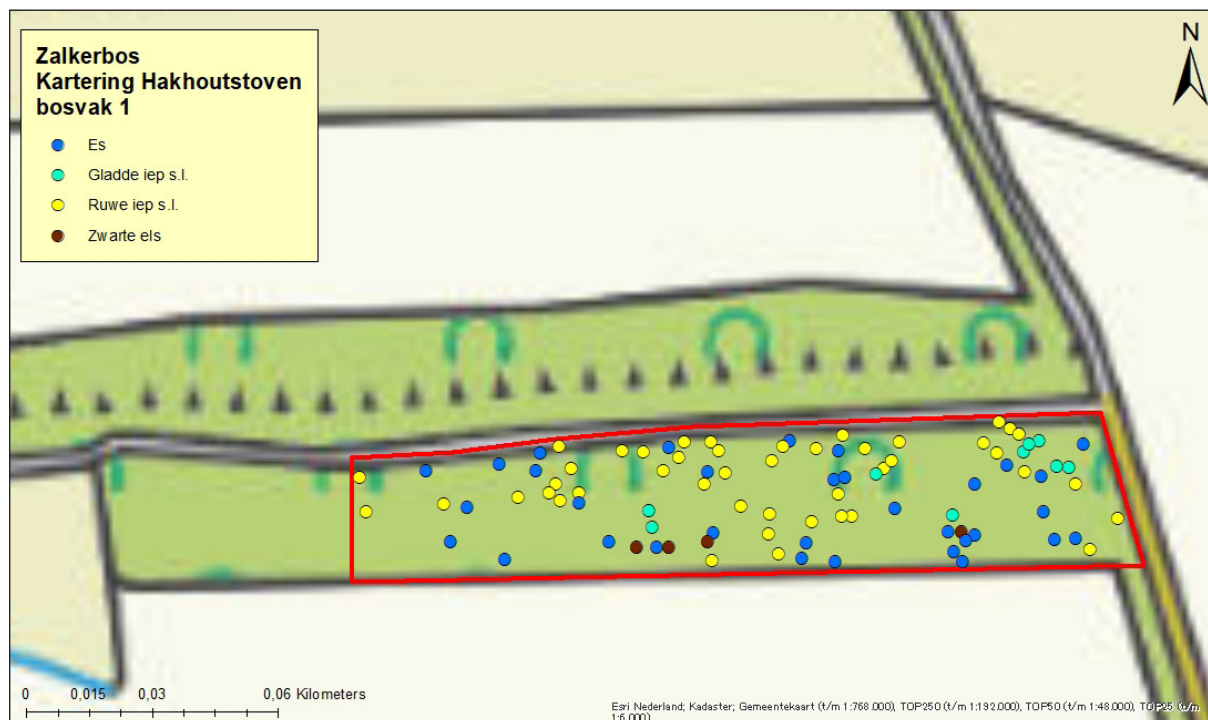 Zalkerbos
Kartering Hakhoutstoven
bosvak 1
Es
Gladde iep s.l.
Ruwe iep s.l.
Zwarte els
N
0 0,015 0,03 0,06 Kilometers
Esri Nederland; Kadaster; Gemeentekaart (t/m 1:768.000), TOP250 (t/m 1:192.000), TOP50 (t/m 1:48.000), TOP25 (t/m
1:6.000)